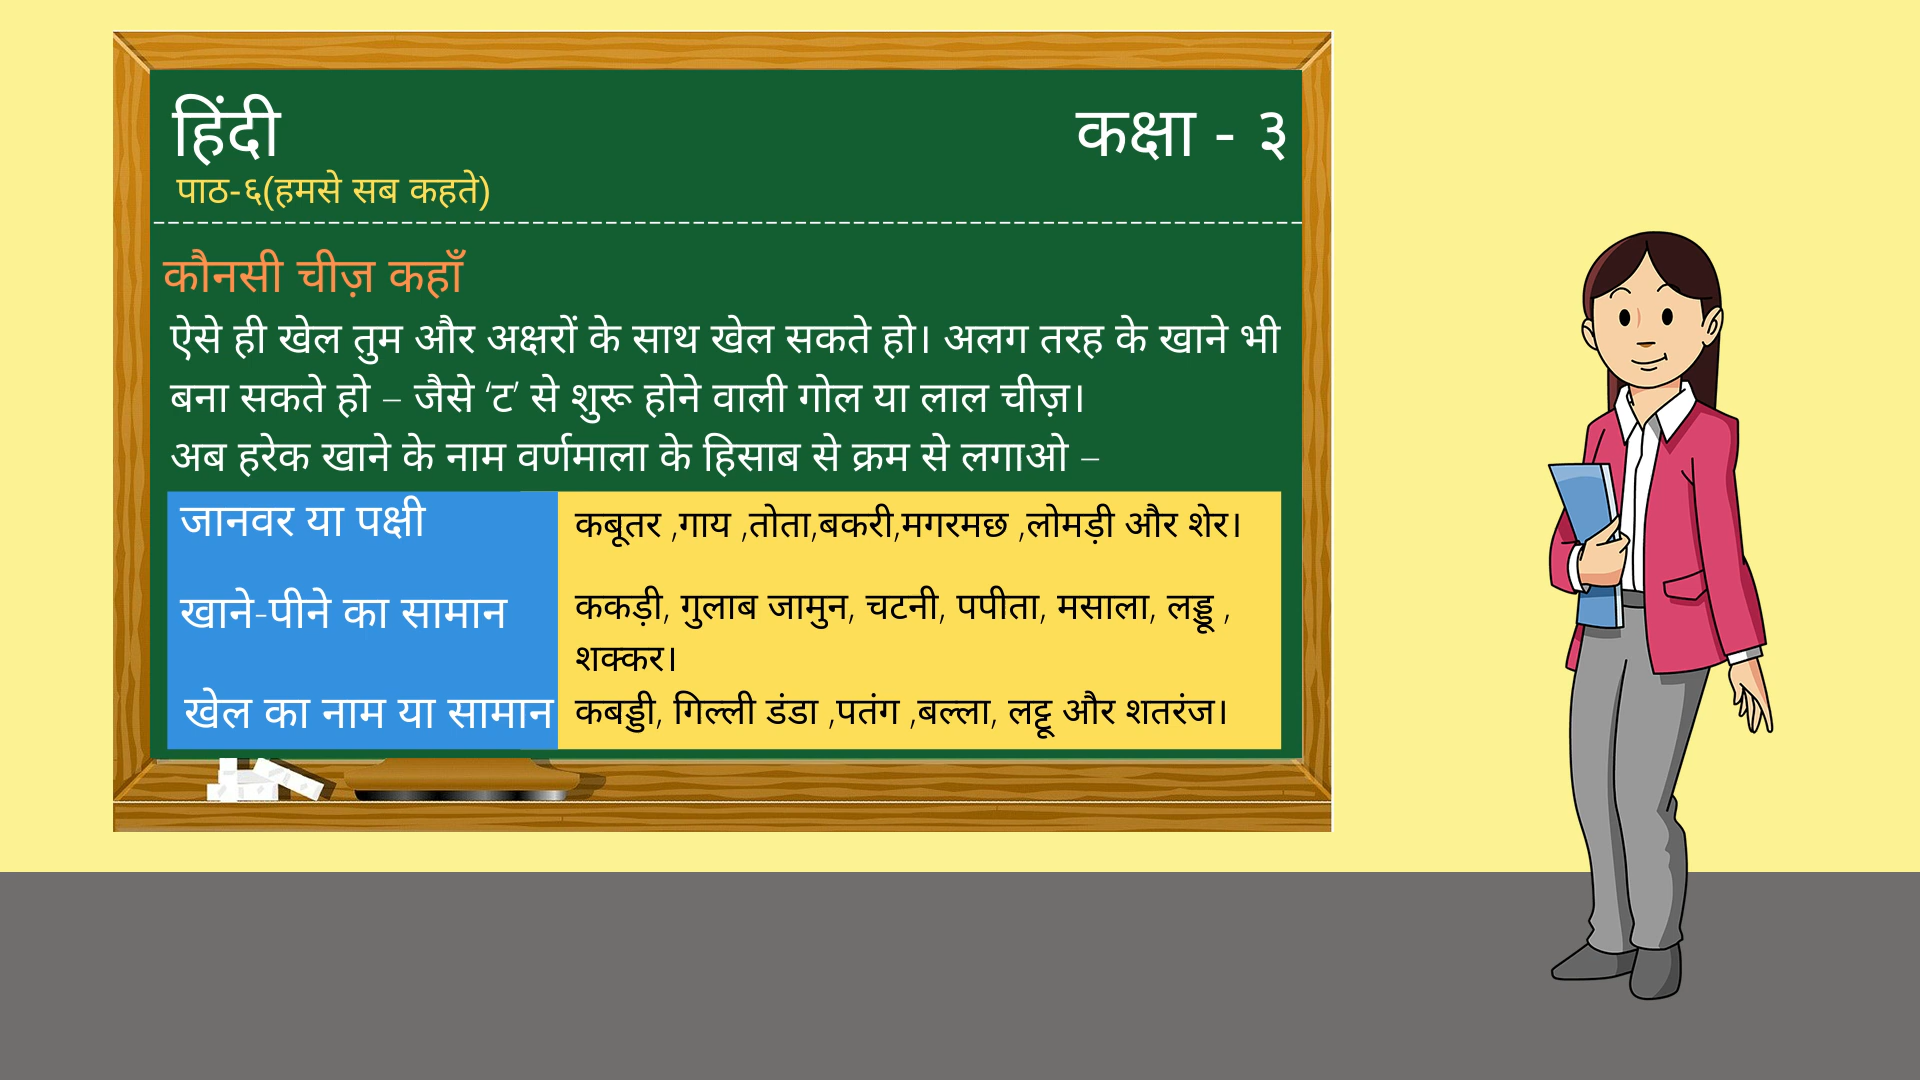 हिंदी
कक्षा - ३
पाठ-६(हमसे सब कहते)
कौनसी चीज़ कहाँ
ऐसे ही खेल तुम और अक्षरों के साथ खेल सकते हो। अलग तरह के खाने भी
बना सकते हो – जैसे ‘ट’ से शुरू होने वाली गोल या लाल चीज़।
अब हरेक खाने के नाम वर्णमाला के हिसाब से क्रम से लगाओ –
जानवर या पक्षी
कबूतर ,गाय ,तोता,बकरी,मगरमछ ,लोमड़ी और शेर।
खाने-पीने का सामान
ककड़ी, गुलाब जामुन, चटनी, पपीता, मसाला, लड्डू ,
शक्कर।
खेल का नाम या सामान
कबड्डी, गिल्ली डंडा ,पतंग ,बल्ला, लट्टू और शतरंज।